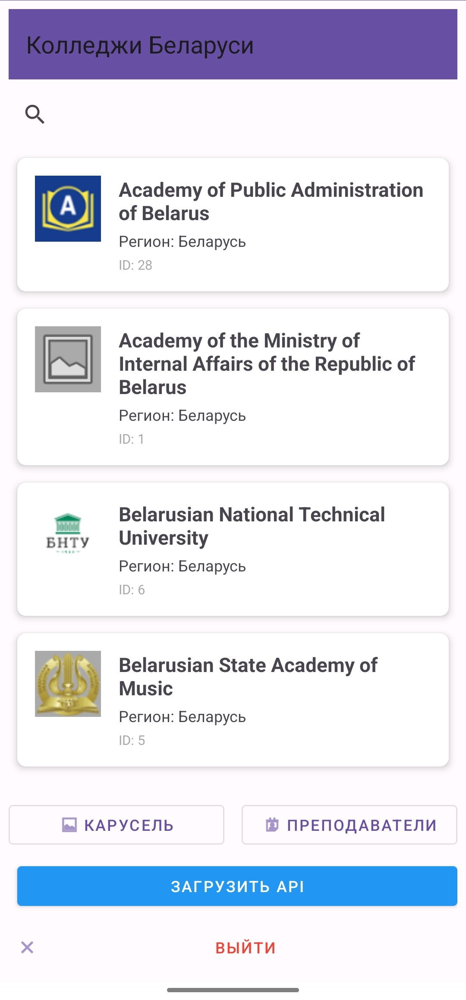 Колледжи Беларуси
A
Academy of Public Administration
of Belarus
Регион: Беларусь
ID: 28
Academy of the Ministry of
Internal Affairs of the Republic of
Belarus
Регион: Беларусь
ID: 1
БНТУ
Belarusian National Technical
University
Регион: Беларусь
ID: 6
Belarusian State Academy of
Music
Регион: Беларусь
ID: 5
КАРУСЕЛЬ
ПРЕПОДАВАТЕЛИ
ЗАГРУЗИТЬ API
ВЫЙТИ